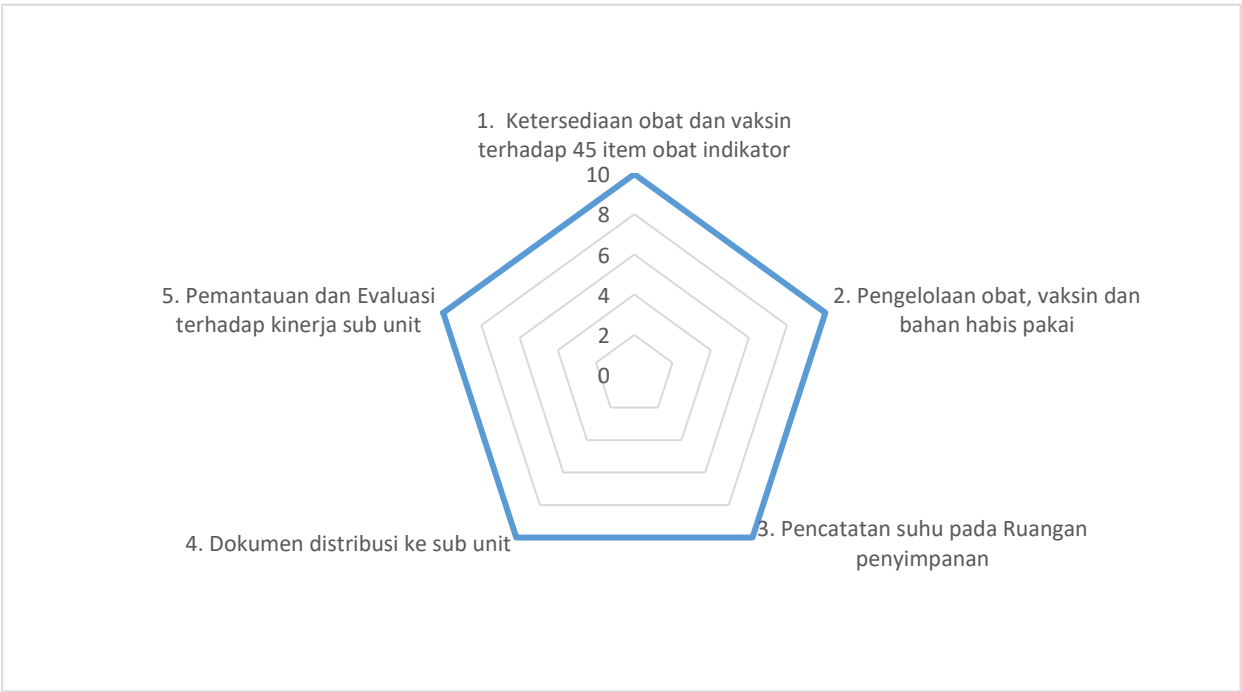 1. Ketersediaan obat dan vaksin
terhadap 45 item obat indikator
10
8
6
4
2
0
2. Pengelolaan obat, vaksin dan
bahan habis pakai
3. Pencatatan suhu pada Ruangan
penyimpanan
4. Dokumen distribusi ke sub unit
5. Pemantauan dan Evaluasi
terhadap kinerja sub unit